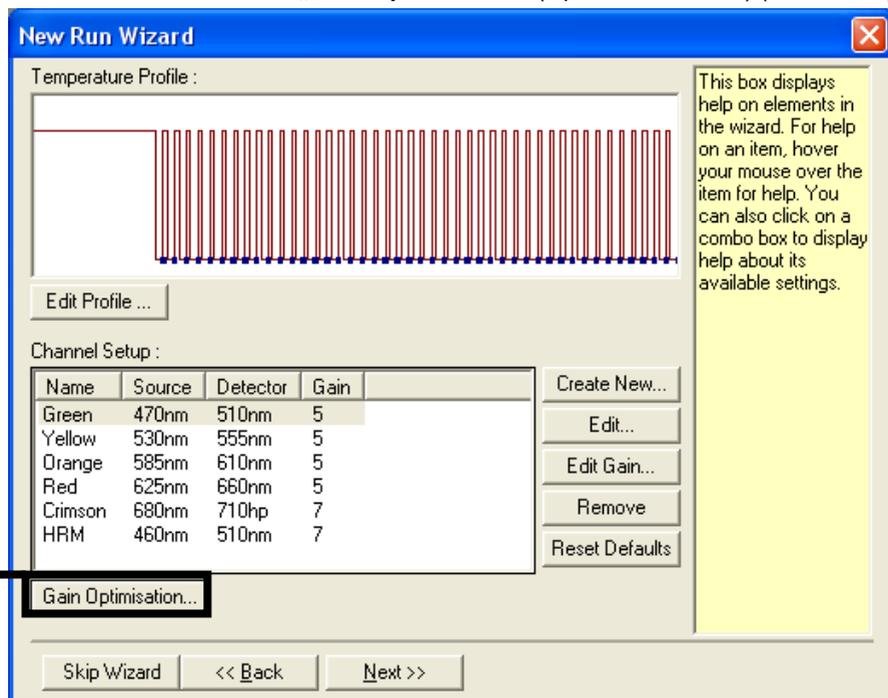 New Run Wizard
Temperature Profile :
This box displays
help on elements in
the wizard. For help
on an item, hover
your mouse over the
item for help. You
can also click on a
combo box to display
help about its
available settings.
Edit Profile ...
Channel Setup :
Name Source Detector Gain
Green 470nm 510nm 5
Yellow 530nm 555nm 5
Orange 585nm 610nm 5
Red 625nm 660nm 5
Crimson 680nm 710hp 7
HRM 460nm 510nm 7
Create New...
Edit...
Edit Gain...
Remove
Reset Defaults
Gain Optimisation...
Skip Wizard
<< Back
Next >>